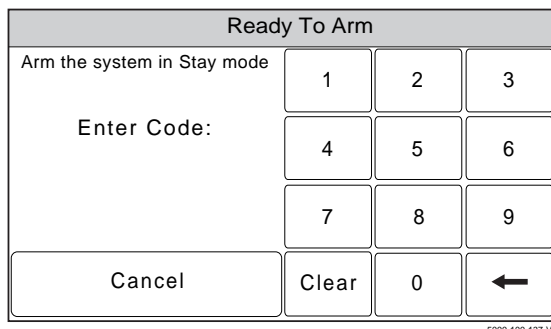 Ready To Arm
Arm the system in Stay mode
Enter Code:
1 2 3
4 5 6
7 8 9
Cancel Clear 0